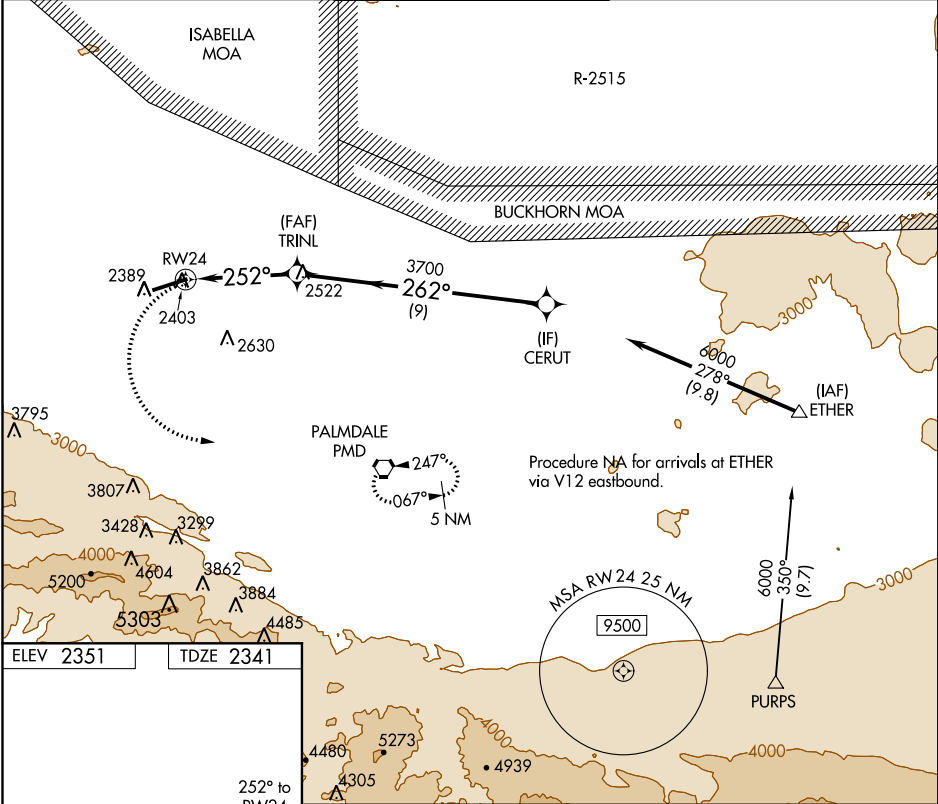 ISABELLA
MOA
R-2515
BUCKHORN MOA
(FAF)
TRINL
RW24
2389
252°
2522
3700
262°
(9)
2403
(IF)
CERUT
2630
3000
6000
278°
(9.8)
(IAF)
ETHER
3795
3000
PALMDALE
PMD
247°
067°
5 NM
Procedure NA for arrivals at ETHER
via V12 eastbound.
3807
3428
3299
4000
4604
5200
3862
3884
5303
4485
MSA RW24 25 NM
9500
6000
350°
(9.7)
3000
PURPS
ELEV 2351
TDZE 2341
4000
4480
5273
4939
4000
4305
252° to
RW24